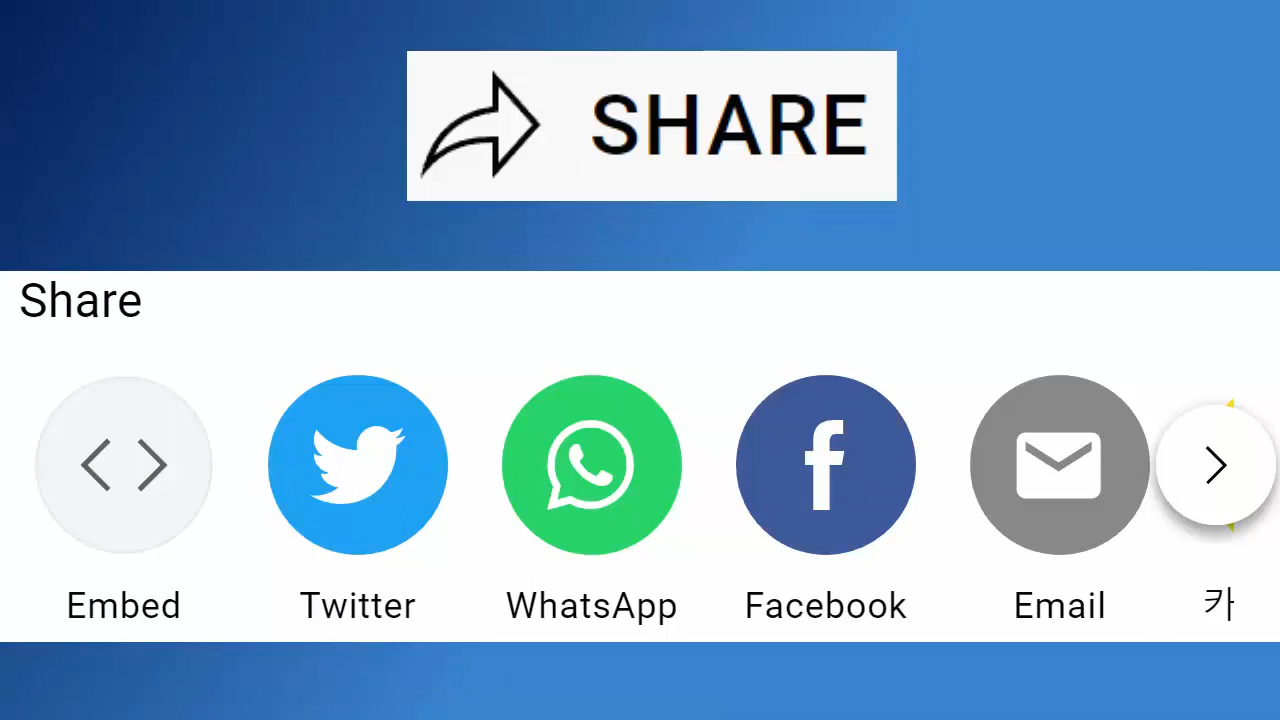 SHARE
Share
Embed
Twitter
WhatsApp
Facebook
Email
카